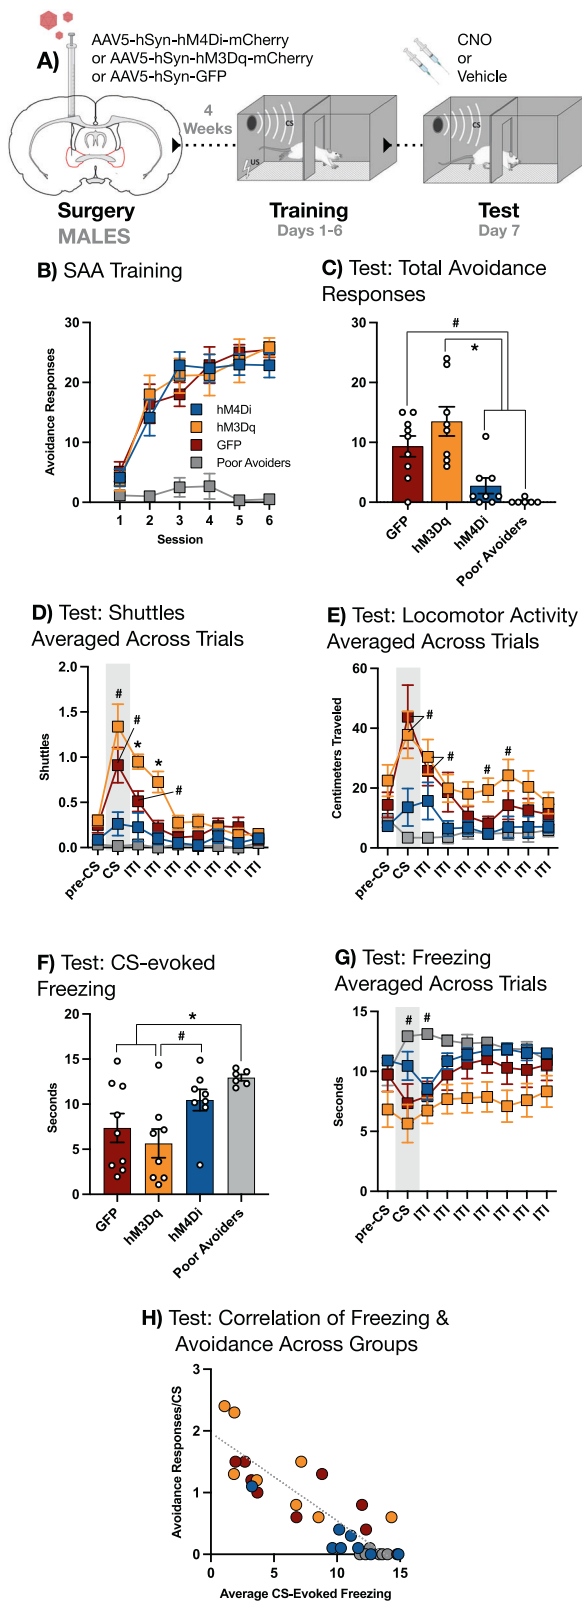 A)
AAV5-hSyn-hM4Di-mCherry
or AAV5-hSyn-hM3Dq-mCherry
or AAV5-hSyn-GFP
CNO
or
Vehicle
4
Weeks
CS
US
CS
Surgery
MALES
Training
Days 1-6
Test
Day 7
B) SAA Training
Avoidance Responses
30
20
10
0
hM4Di
hM3Dq
GFP
Poor Avoiders
1 2 3 4 5 6
Session
C) Test: Total Avoidance
Responses
30
20
10
0
#
*
GFP
hM3Dq
hM4Di
Poor Avoiders
D) Test: Shuttles
Averaged Across Trials
Shuttles
2.0
1.5
1.0
0.5
0.0
#
#
* *
#
#
pre-CS
CS
ITI
ITI
ITI
ITI
ITI
ITI
ITI
E) Test: Locomotor Activity
Averaged Across Trials
Centimeters Traveled
60
40
20
0
#
#
# #
pre-CS
CS
ITI
ITI
ITI
ITI
ITI
ITI
ITI
F) Test: CS-evoked
Freezing
Seconds
20
15
10
5
0
*
#
GFP
hM3Dq
hM4Di
Poor Avoiders
G) Test: Freezing
Averaged Across Trials
Seconds
15
10
5
0
# #
pre-CS
CS
ITI
ITI
ITI
ITI
ITI
ITI
ITI
H) Test: Correlation of Freezing &
Avoidance Across Groups
Avoidance Responses/CS
3
2
1
0
0 5 10 15
Average CS-Evoked Freezing